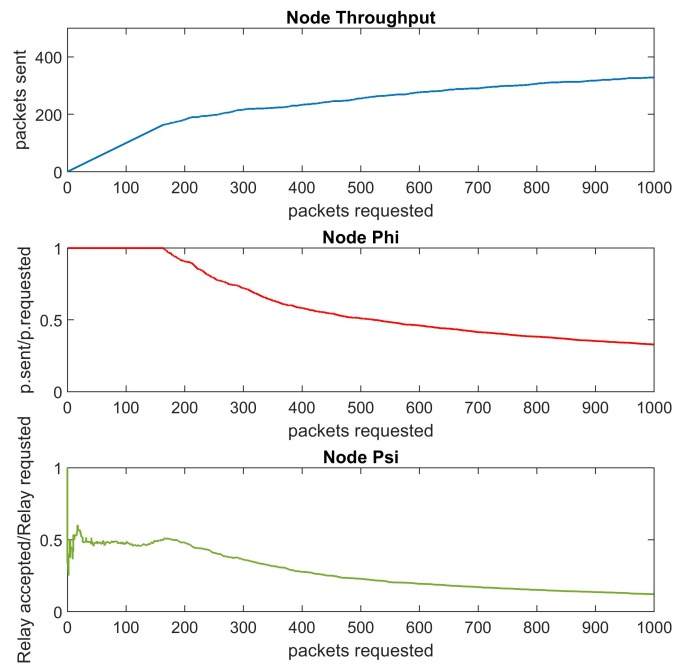 Node Throughput
packets sent
400
200
0
0 100 200 300 400 500 600 700 800 900 1000
packets requested
Node Phi
p.sent/p.requested
1
0.5
0
0 100 200 300 400 500 600 700 800 900 1000
packets requested
Node Psi
Relay accepted/Relay requsted
1
0.5
0
0 100 200 300 400 500 600 700 800 900 1000
packets requested